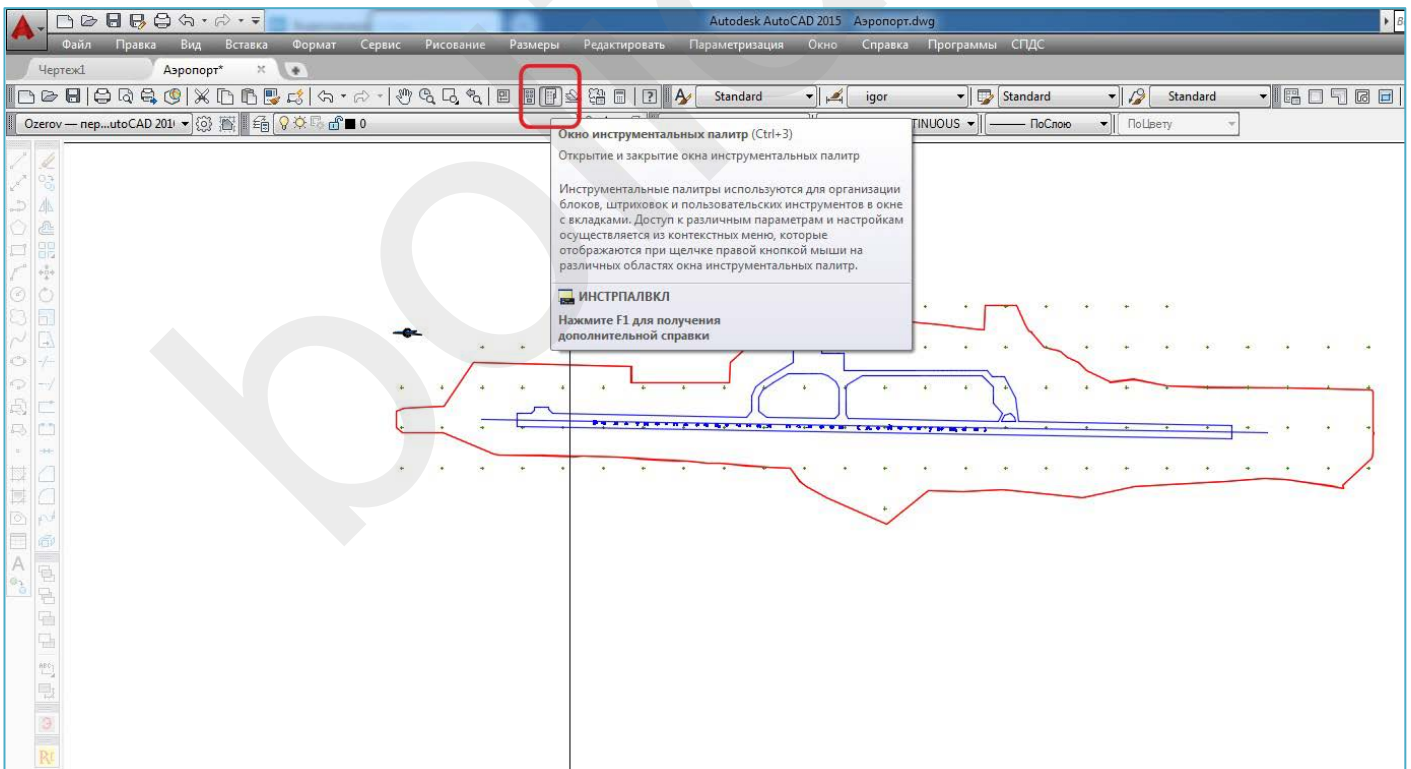 Autodesk AutoCAD 2015 Аэропорт.dwg
Файл Правка Вид Вставка Формат Сервис Рисование Размеры Редактировать Параметризация Окно Справка Программы СПДС
Чертеж1 Аэропорт*
Standard igor Standard Standard
Ozerov — пер...utoCAD 201 0 TINUOUS ПоСлою ПоЦвету
Окно инструментальных палитр (Ctrl+3)
Открытие и закрытие окна инструментальных палитр
Инструментальные палитры используются для организации
блоков, штриховок и пользовательских инструментов в окне
с вкладками. Доступ к различным параметрам и настройкам
осуществляется из контекстных меню, которые
отображаются при щелчке правой кнопкой мыши на
различных областях окна инструментальных палитр.
ИНСТРПАЛВКЛ
Нажмите F1 для получения
дополнительной справки